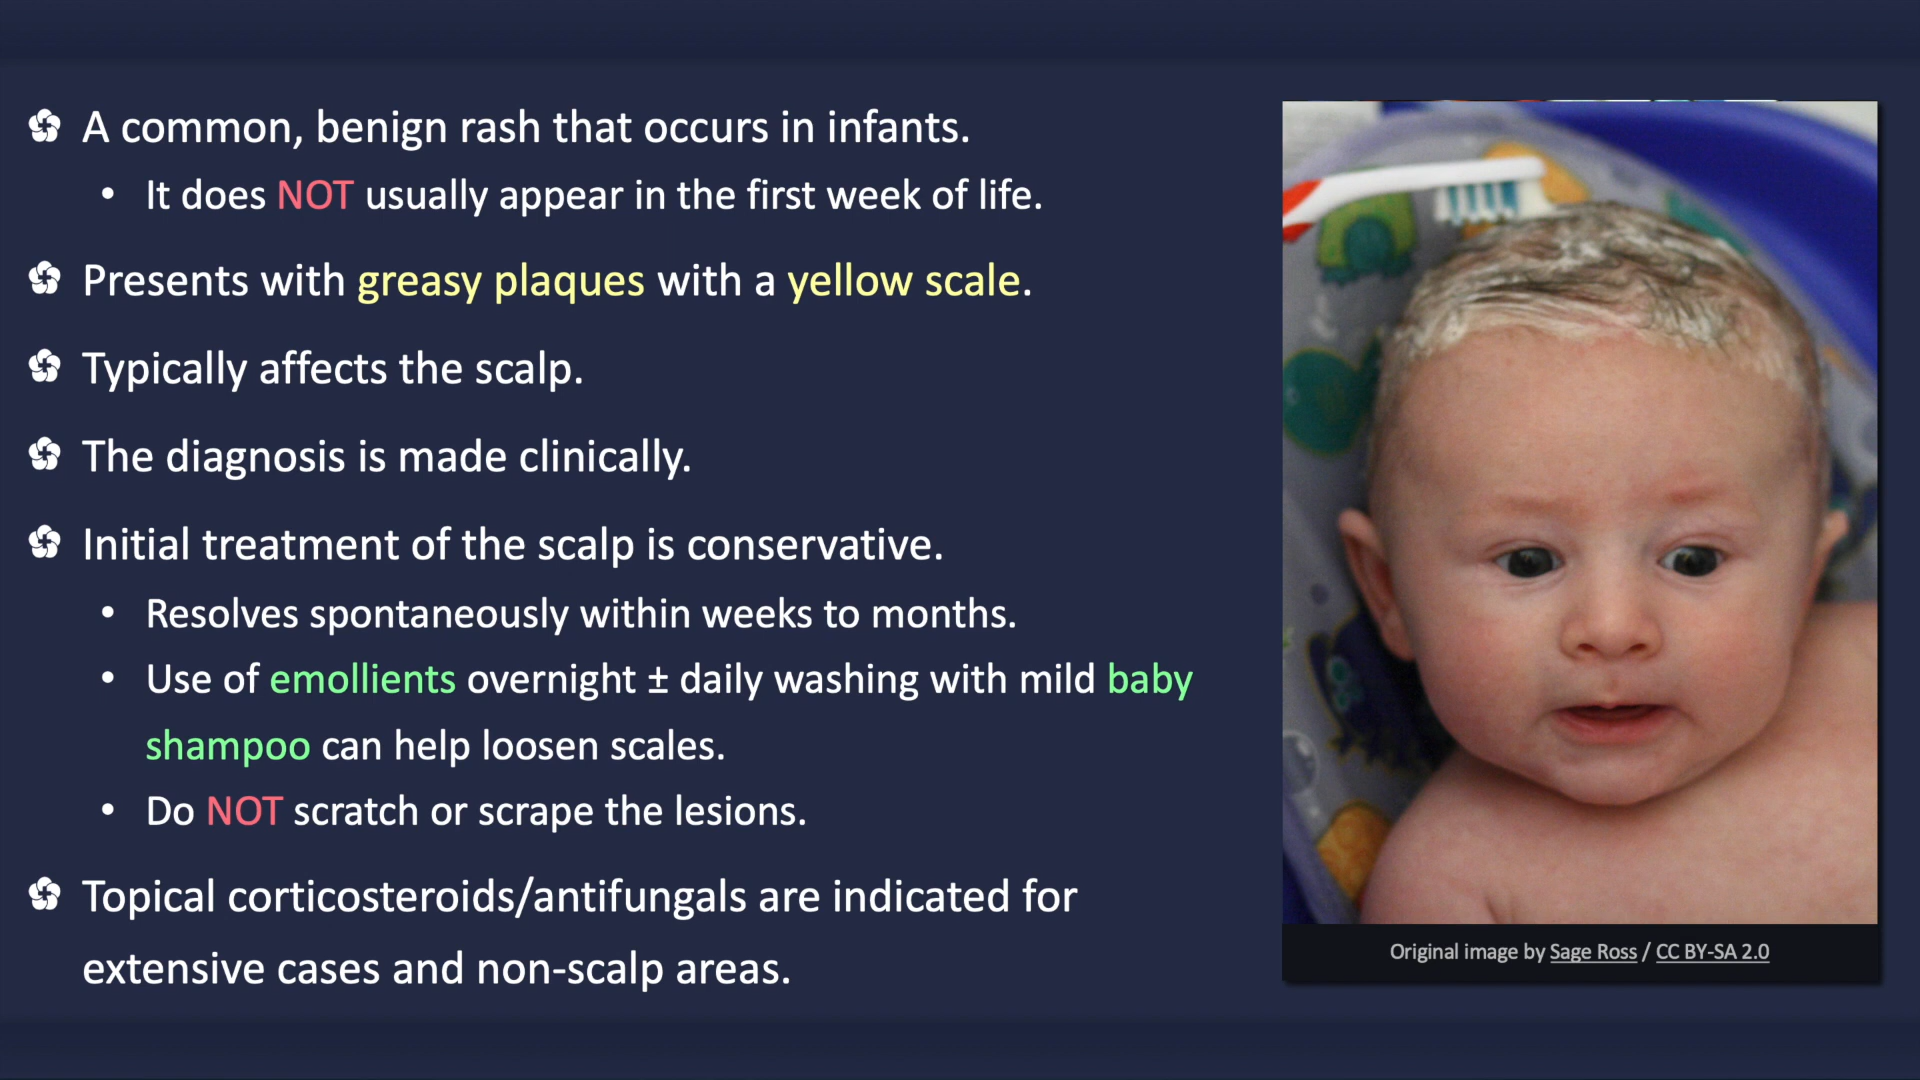 A common, benign rash that occurs in infants.
• It does NOT usually appear in the first week of life.
Presents with greasy plaques with a yellow scale.
Typically affects the scalp.
The diagnosis is made clinically.
Initial treatment of the scalp is conservative.
• Resolves spontaneously within weeks to months.
• Use of emollients overnight ± daily washing with mild baby
shampoo can help loosen scales.
• Do NOT scratch or scrape the lesions.
Topical corticosteroids/antifungals are indicated for
extensive cases and non-scalp areas.
Original image by Sage Ross / CC BY-SA 2.0